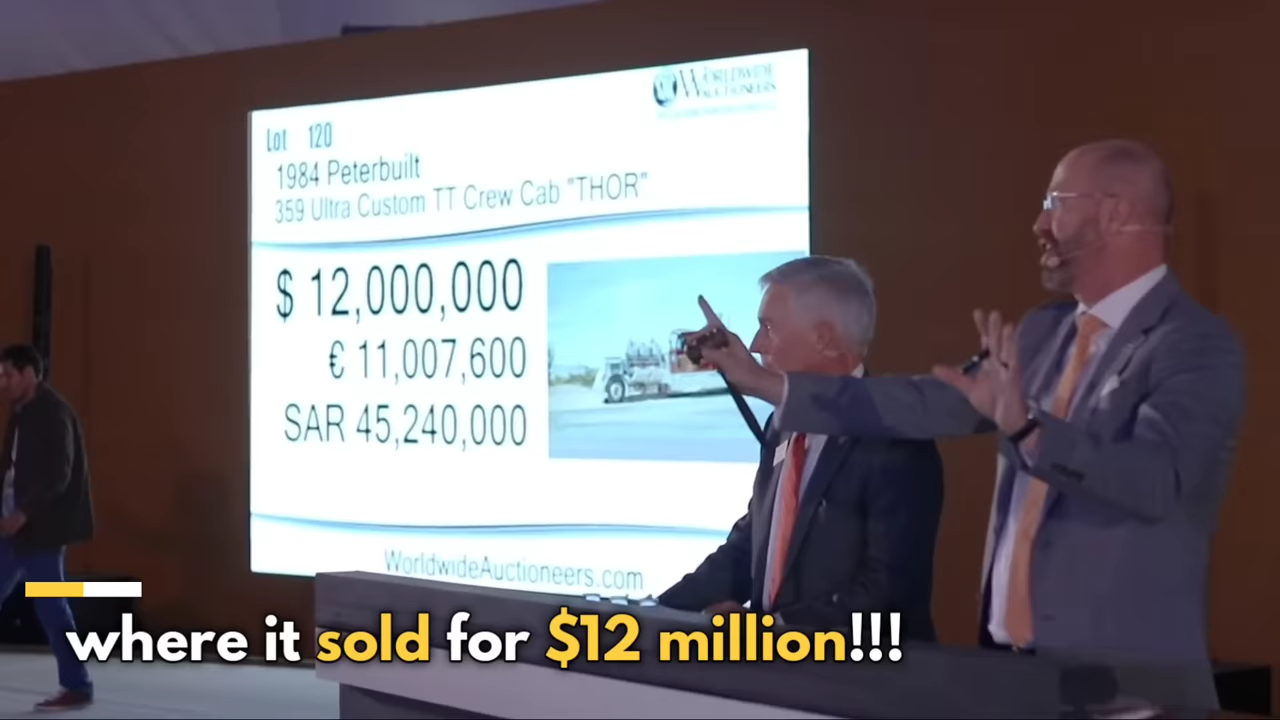 WORLDWIDE
AUCTIONEERS
Lot 120
1984 Peterbuilt
359 Ultra Custom TT Crew Cab "THOR"
$ 12,000,000
€ 11,007,600
SAR 45,240,000
WorldwideAuctioneers.com
where it sold for $12 million!!!